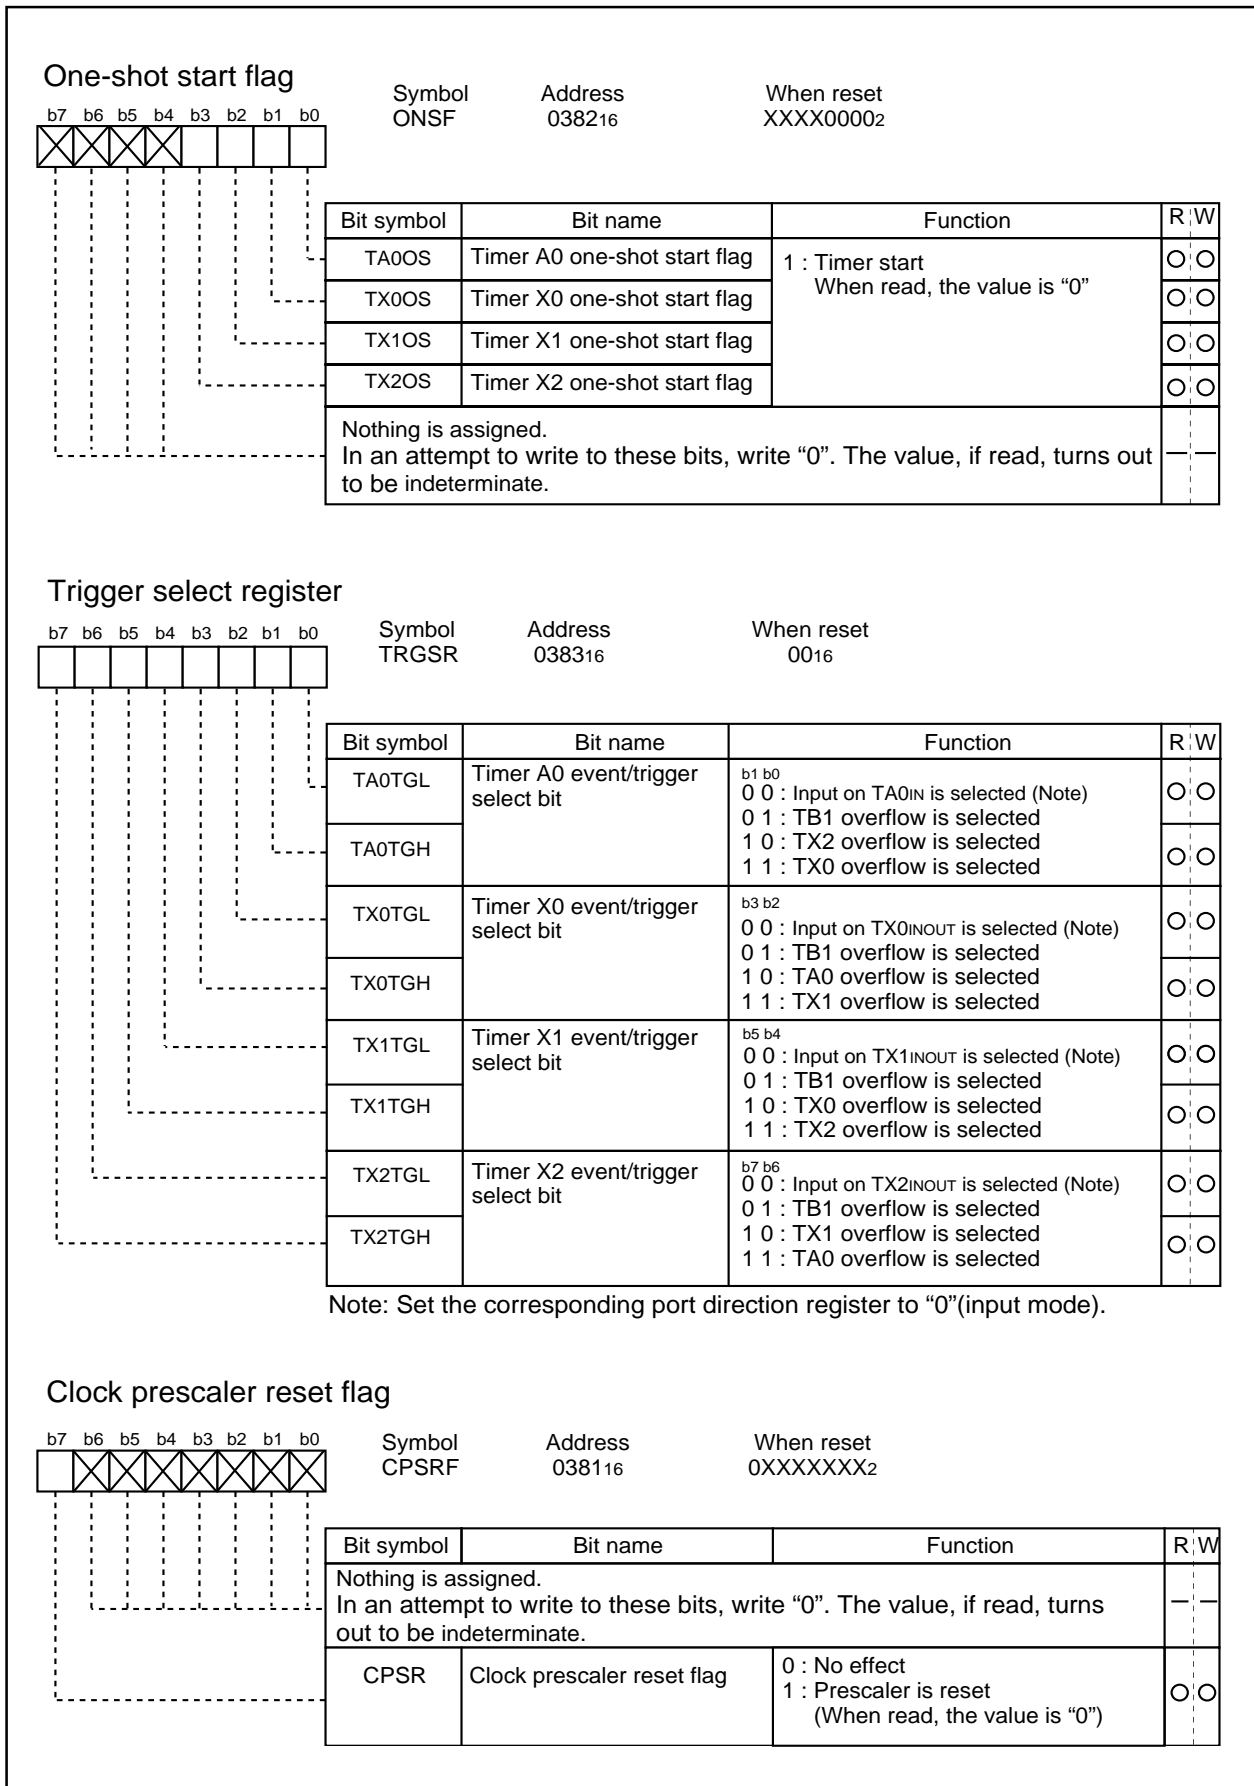 One-shot start flag
Symbol Address When reset
ONSF 038216 XXXX00002
b7 b6 b5 b4 b3 b2 b1 b0
Bit symbol Bit name Function R W
TA0OS Timer A0 one-shot start flag 1 : Timer start
When read, the value is “0”
TX0OS Timer X0 one-shot start flag
TX1OS Timer X1 one-shot start flag
TX2OS Timer X2 one-shot start flag
Nothing is assigned.
In an attempt to write to these bits, write “0”. The value, if read, turns out
to be indeterminate.
Trigger select register
Symbol Address When reset
TRGSR 038316 0016
b7 b6 b5 b4 b3 b2 b1 b0
Bit symbol Bit name Function R W
TA0TGL Timer A0 event/trigger
select bit
b1 b0
0 0 : Input on TA0IN is selected (Note)
0 1 : TB1 overflow is selected
TA0TGH 1 0 : TX2 overflow is selected
1 1 : TX0 overflow is selected
TX0TGL Timer X0 event/trigger
select bit
b3 b2
0 0 : Input on TX0INOUT is selected (Note)
0 1 : TB1 overflow is selected
TX0TGH 1 0 : TA0 overflow is selected
1 1 : TX1 overflow is selected
TX1TGL Timer X1 event/trigger
select bit
b5 b4
0 0 : Input on TX1INOUT is selected (Note)
0 1 : TB1 overflow is selected
TX1TGH 1 0 : TX0 overflow is selected
1 1 : TX2 overflow is selected
TX2TGL Timer X2 event/trigger
select bit
b7 b6
0 0 : Input on TX2INOUT is selected (Note)
0 1 : TB1 overflow is selected
TX2TGH 1 0 : TX1 overflow is selected
1 1 : TA0 overflow is selected
Note: Set the corresponding port direction register to “0”(input mode).
Clock prescaler reset flag
Symbol Address When reset
CPSRF 038116 0XXXXXXX2
b7 b6 b5 b4 b3 b2 b1 b0
Bit symbol Bit name Function R W
Nothing is assigned.
In an attempt to write to these bits, write “0”. The value, if read, turns
out to be indeterminate.
CPSR Clock prescaler reset flag 0 : No effect
1 : Prescaler is reset
(When read, the value is “0”)